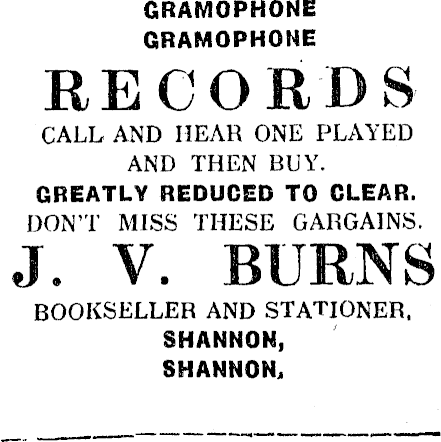 GRAMOPHONE
GRAMOPHONE
RECORDS
CALL AND HEAR ONE PLAYED
AND THEN BUY.
GREATLY REDUCED TO CLEAR.
DON'T MISS THESE GARGAINS.
J. V. BURNS
BOOKSELLER AND STATIONER,
SHANNON,
SHANNON,